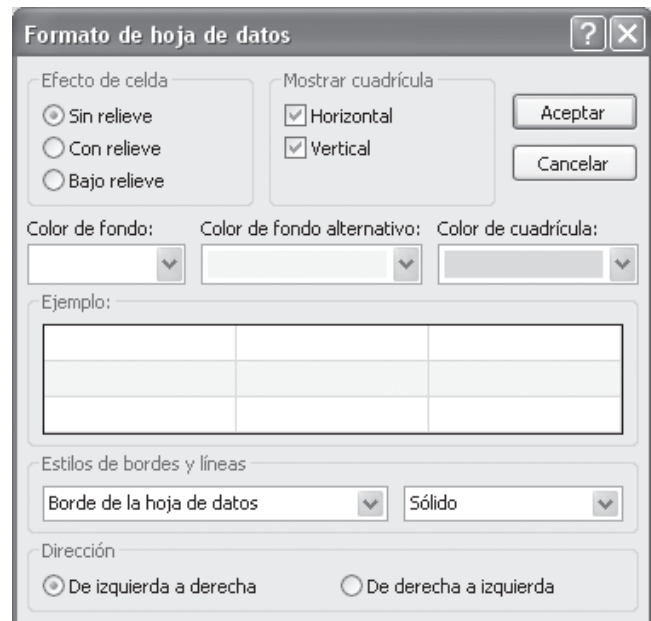 Formato de hoja de datos
Efecto de celda
Sin relieve
Con relieve
Bajo relieve
Mostrar cuadrícula
Horizontal
Vertical
Aceptar
Cancelar
Color de fondo:
Color de fondo alternativo:
Color de cuadrícula:
Ejemplo:
Estilos de bordes y líneas
Borde de la hoja de datos
Sólido
Dirección
De izquierda a derecha
De derecha a izquierda